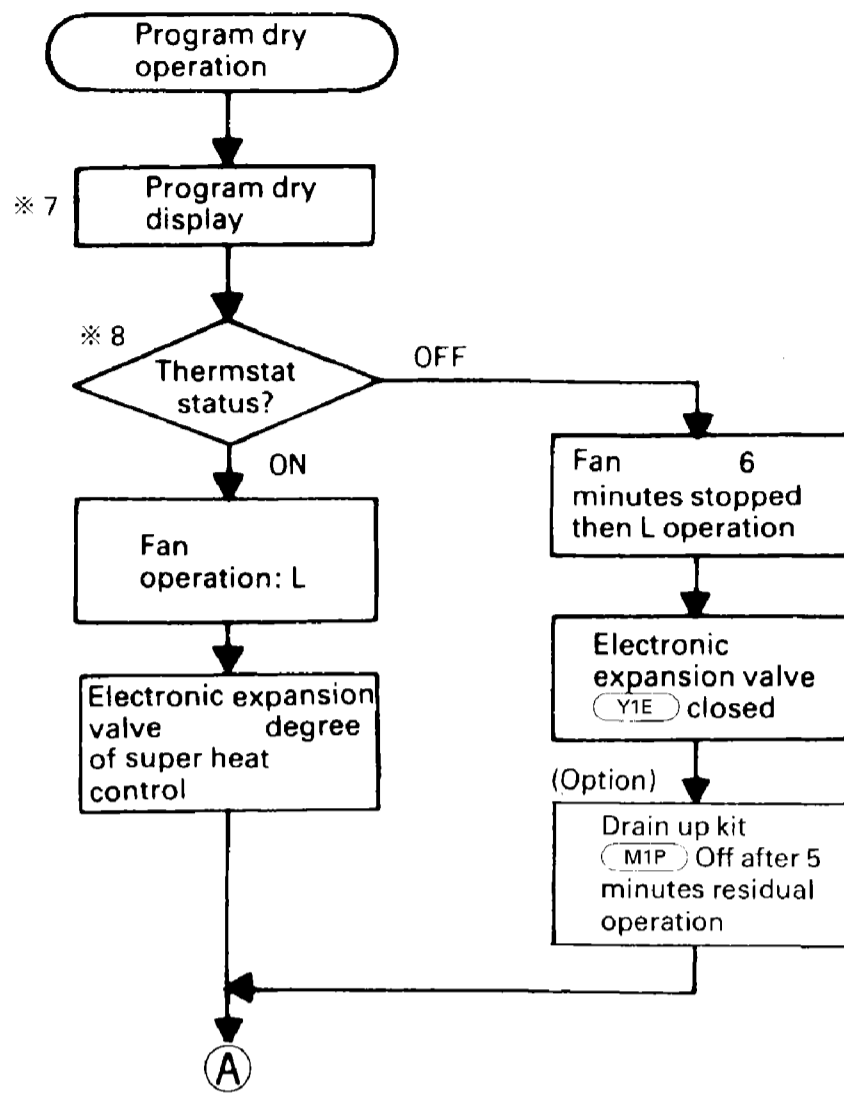 Program dry
operation
※ 7
Program dry
display
※ 8
Thermstat
status?
OFF
ON
Fan
operation: L
Electronic expansion
valve degree
of super heat
control
Fan 6
minutes stopped
then L operation
Electronic
expansion valve
Y1E closed
(Option)
Drain up kit
M1P Off after 5
minutes residual
operation
A